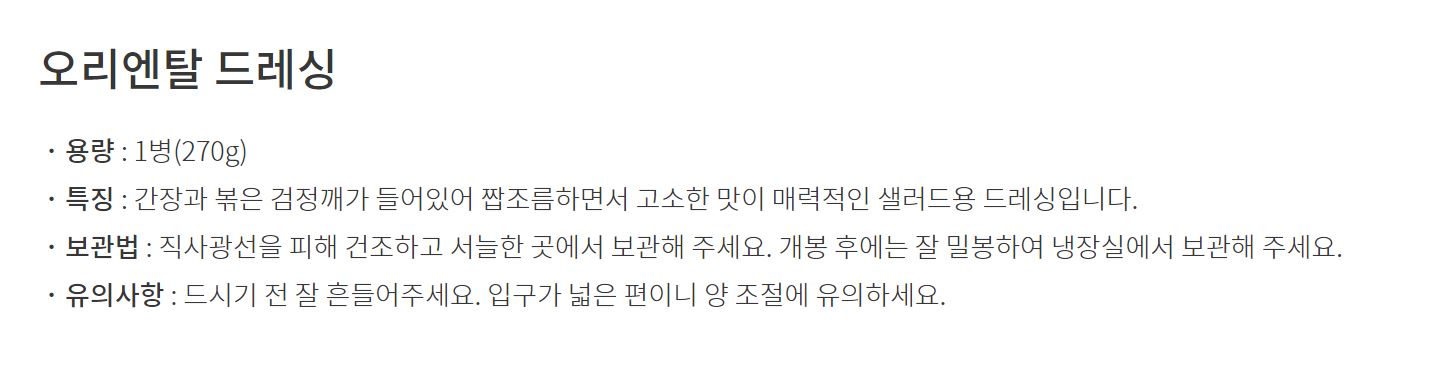 오리엔탈 드레싱
· 용량 : 1병(270g)
· 특징 : 간장과 볶은 검정깨가 들어있어 짭조름하면서 고소한 맛이 매력적인 샐러드용 드레싱입니다.
· 보관법 : 직사광선을 피해 건조하고 서늘한 곳에서 보관해 주세요. 개봉 후에는 잘 밀봉하여 냉장실에서 보관해 주세요.
· 유의사항 : 드시기 전 잘 흔들어주세요. 입구가 넓은 편이니 양 조절에 유의하세요.